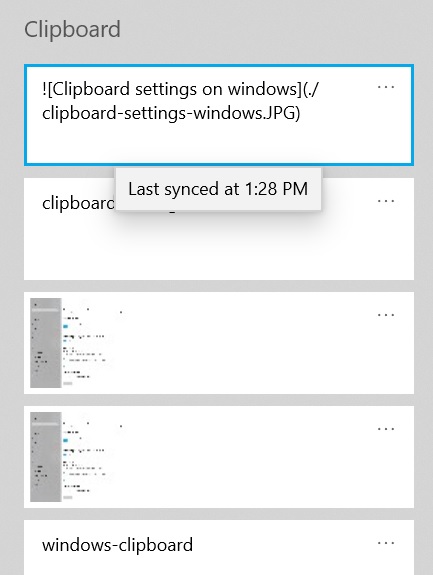 Clipboard
![Clipboard settings on windows](./
clipboard-settings-windows.JPG)
Last synced at 1:28 PM
windows-clipboard